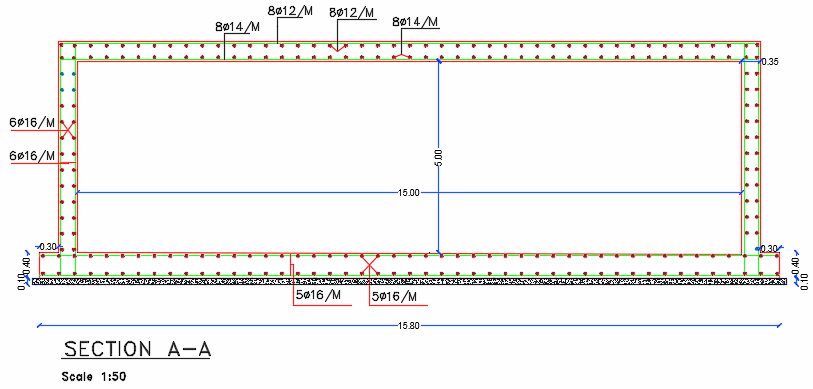 8ø14/M
8ø12/M
8ø12/M
8ø14/M
0.35
6ø16/M
5.00
6ø16/M
15.00
0.30
0.30
0.40
0.40
0.10
0.10
5ø16/M
5ø16/M
15.80
SECTION A-A
Scale 1:50